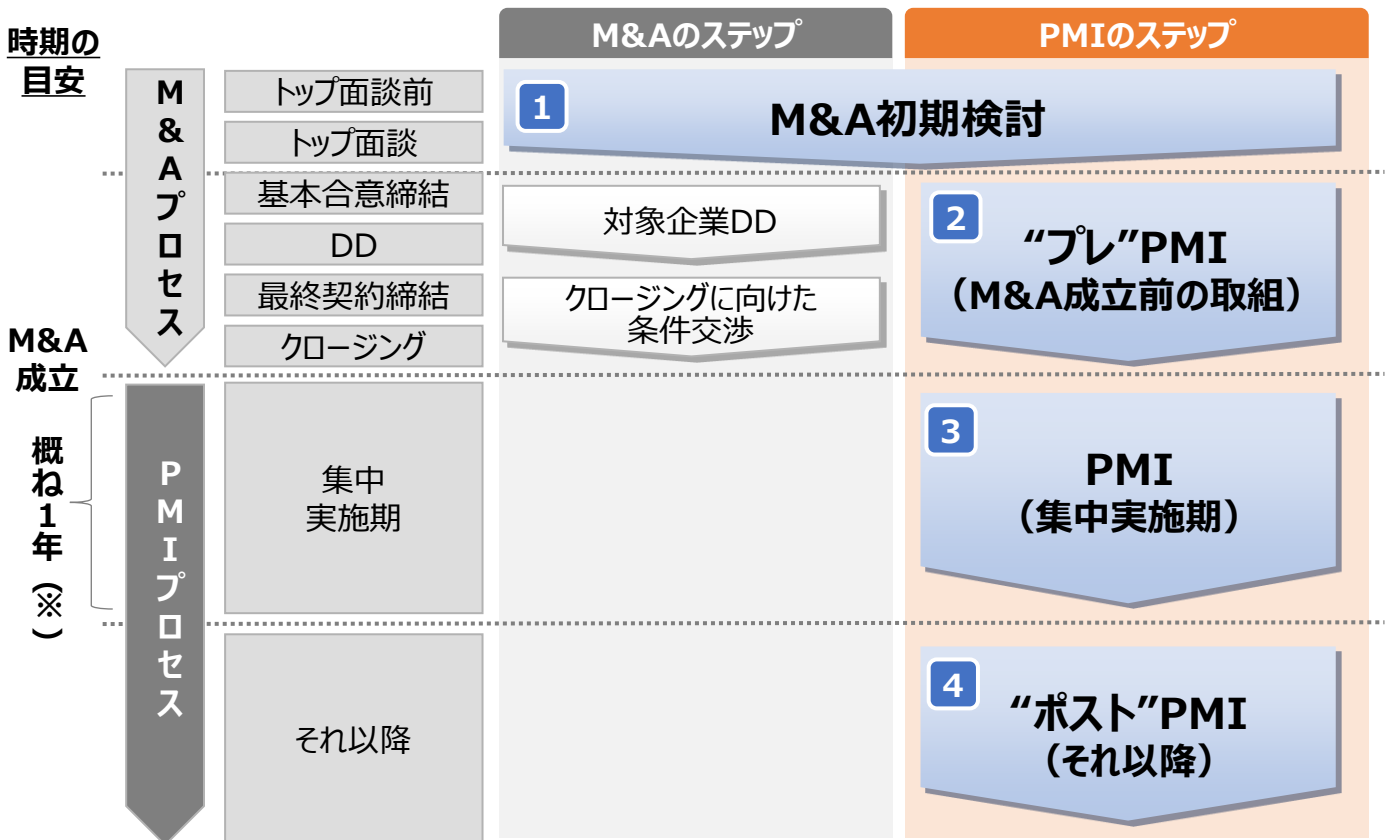 時期の
目安
M&Aのステップ
PMIのステップ
M&Aプロセス
トップ面談前
トップ面談
1
M&A初期検討
基本合意締結
DD
最終契約締結
クロージング
対象企業DD
クロージングに向けた
条件交渉
2
“プレ”PMI
（M&A成立前の取組）
M&A
成立
概ね1年（※）
PMIプロセス
集中
実施期
3
PMI
（集中実施期）
それ以降
4
“ポスト”PMI
（それ以降）